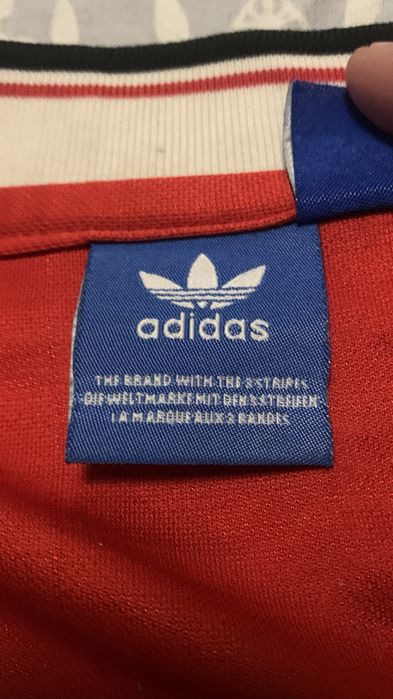 adidas
THE BRAND WITH THE 3 STRIPES
DIE WELTMARKE MIT DEN 3 STREIFEN
LA MARQUE AUX 3 BANDES